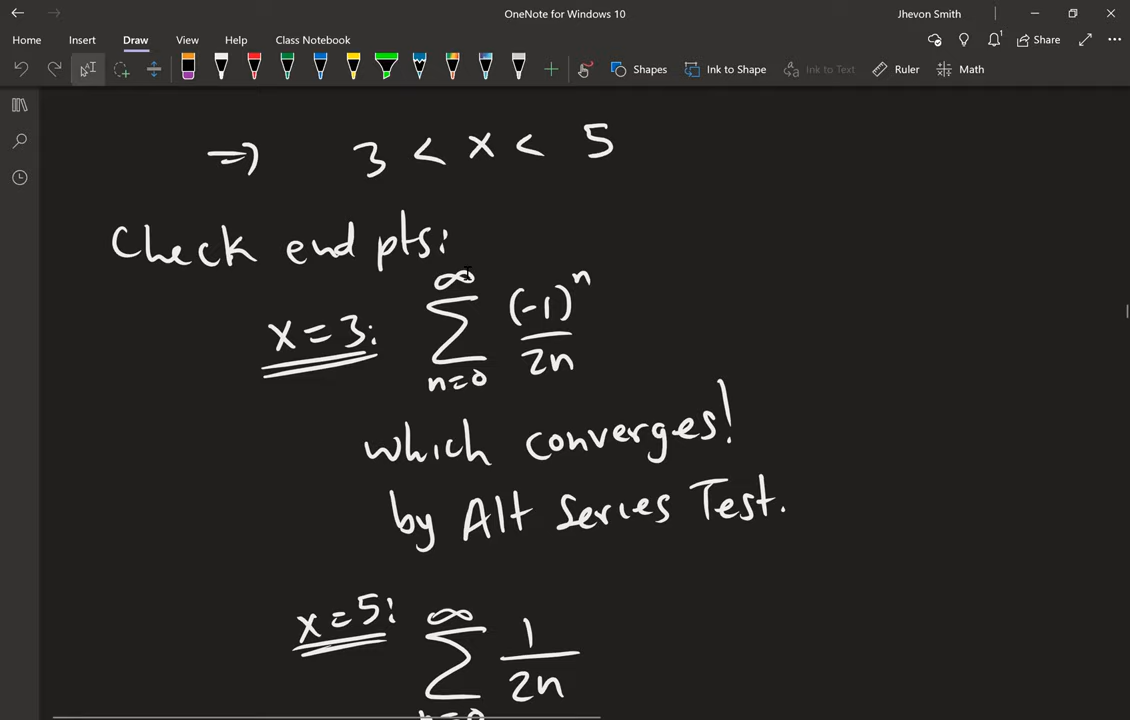 OneNote for Windows 10
Jhevon Smith
Home Insert Draw View Help Class Notebook
1 Share
Shapes Ink to Shape Ink to Text Ruler Math
⇒ 3 < x < 5
Check end pts:
x = 3: ∞ Σ n=0 (-1)^n / 2n
which converges!
by Alt Series Test.
x = 5: ∞ Σ n=0 1 / 2n